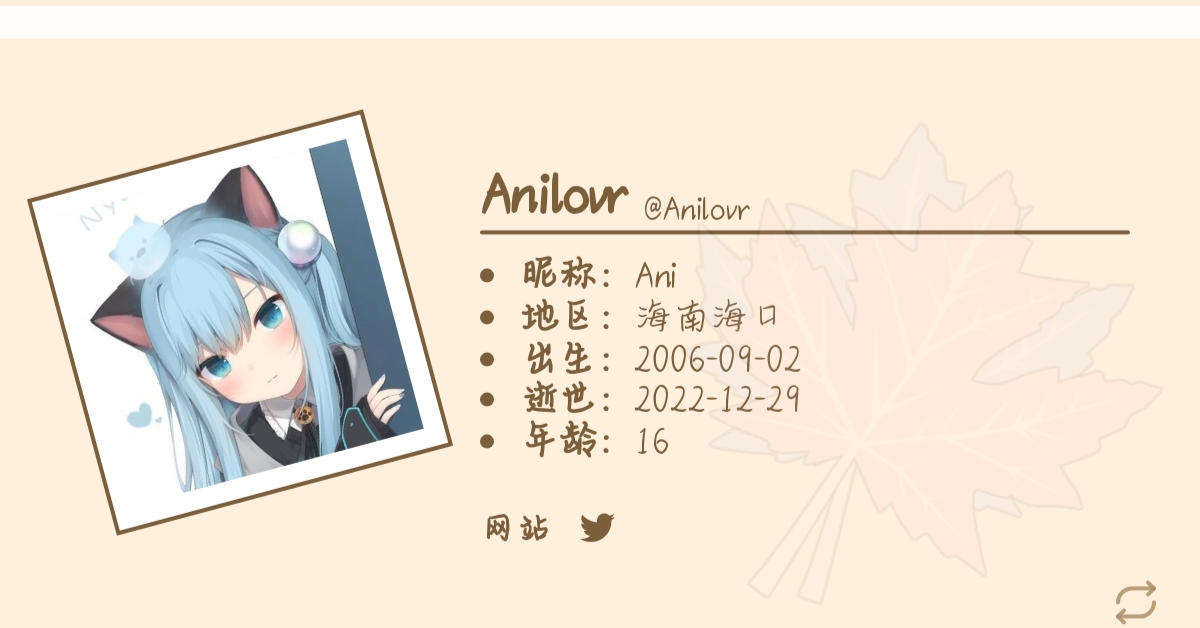 Ny~
Anilovr @Anilovr
昵称： Ani
地区： 海南海口
出生： 2006-09-02
逝世： 2022-12-29
年龄： 16
网站